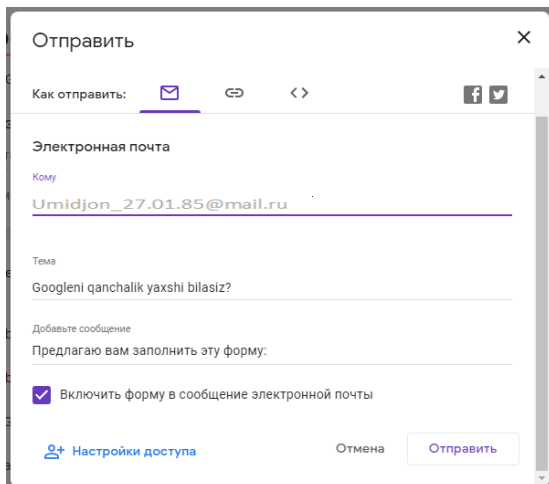 Отправить
Как отправить:
Электронная почта
Кому
Umidjon_27.01.85@mail.ru
Тема
Googleni qanchalik yaxshi bilasiz?
Добавьте сообщение
Предлагаю вам заполнить эту форму:
Включить форму в сообщение электронной почты
Настройки доступа Отмена Отправить